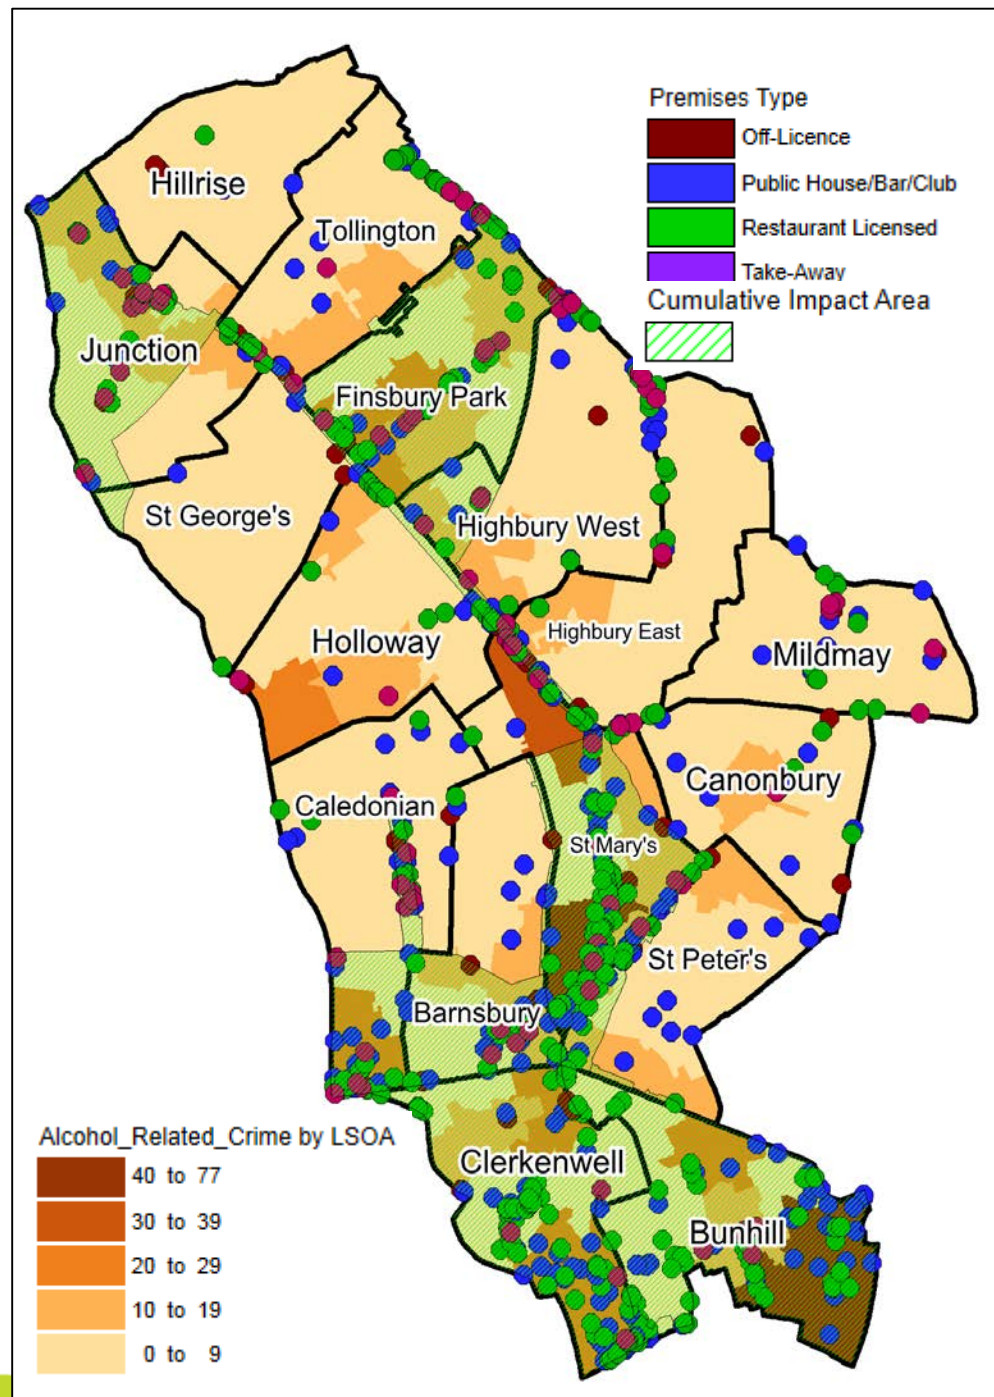 Premises Type
Off-Licence
Public House/Bar/Club
Restaurant Licensed
Take-Away
Cumulative Impact Area
Hillrise
Tollington
Junction
Finsbury Park
St George's
Highbury West
Holloway
Highbury East
Mildmay
Canonbury
Caledonian
St Mary's
St Peter's
Barnsbury
Clerkenwell
Bunhill
Alcohol_Related_Crime by LSOA
40 to 77
30 to 39
20 to 29
10 to 19
0 to 9